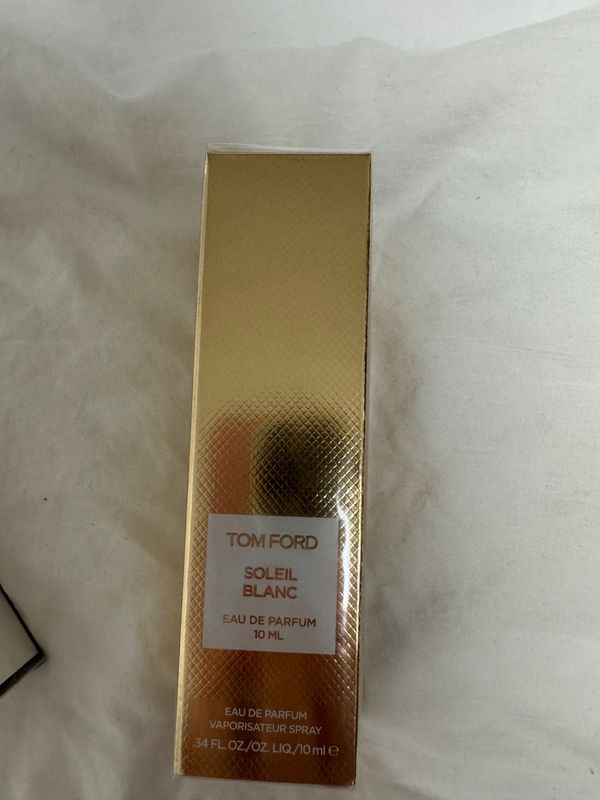 TOM FORD
SOLEIL
BLANC
EAU DE PARFUM
10 ML
EAU DE PARFUM
VAPORISATEUR SPRAY
.34 FL. OZ./OZ. LIQ./10 ml ℮